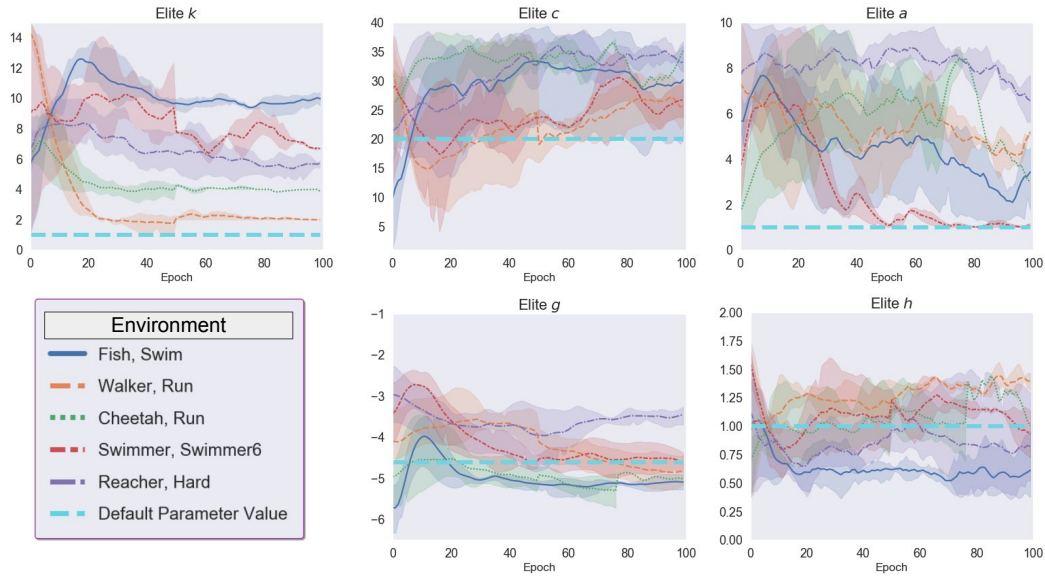 Elite k
14
12
10
8
6
4
2
0
0 20 40 60 80 100
Epoch
Elite c
40
35
30
25
20
15
10
5
0 20 40 60 80 100
Epoch
Elite a
10
8
6
4
2
0
0 20 40 60 80 100
Epoch
Environment
Fish, Swim
Walker, Run
Cheetah, Run
Swimmer, Swimmer6
Reacher, Hard
Default Parameter Value
Elite g
−1
−2
−3
−4
−5
−6
0 20 40 60 80 100
Epoch
Elite h
2.00
1.75
1.50
1.25
1.00
0.75
0.50
0.25
0.00
0 20 40 60 80 100
Epoch